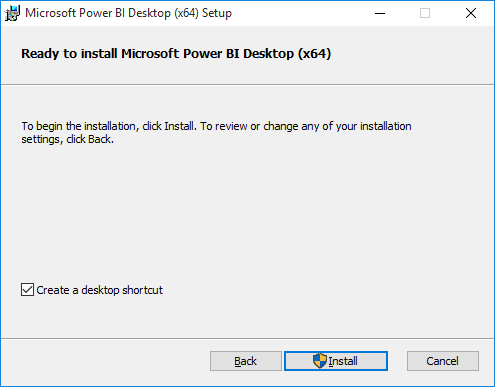 Microsoft Power BI Desktop (x64) Setup
Ready to install Microsoft Power BI Desktop (x64)
To begin the installation, click Install. To review or change any of your installation
settings, click Back.
Create a desktop shortcut
Back Install Cancel